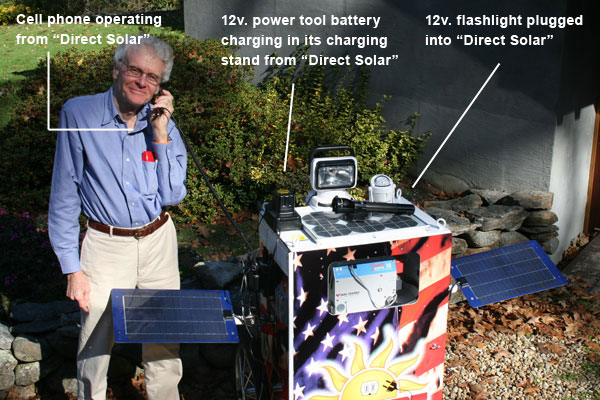 Cell phone operating
from “Direct Solar”
12v. power tool battery
charging in its charging
stand from “Direct Solar”
12v. flashlight plugged
into “Direct Solar”